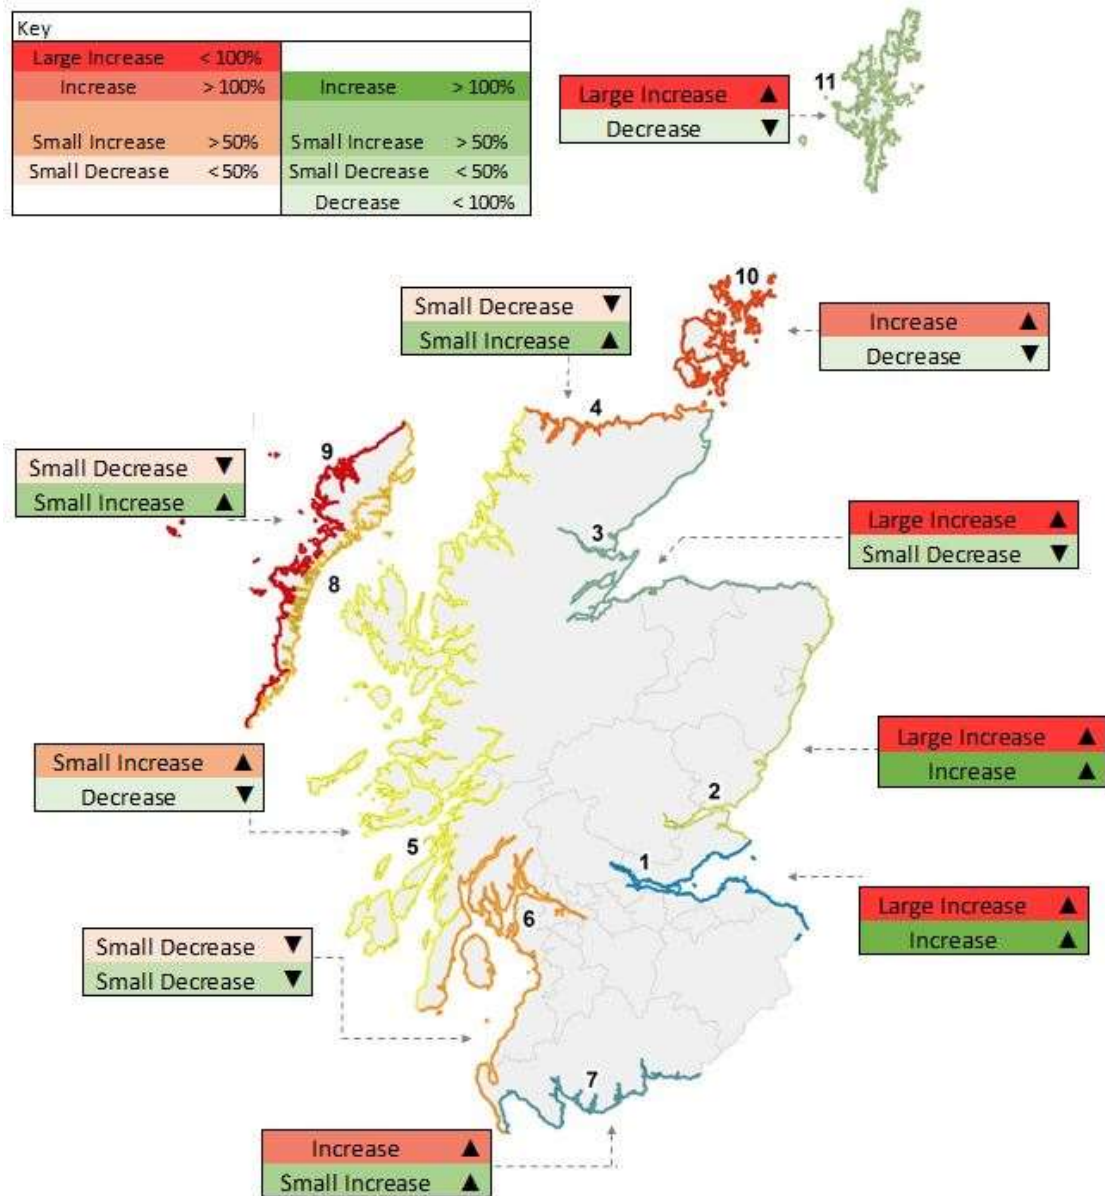 Key
Large Increase < 100%
Increase > 100% Increase > 100%
Small Increase > 50% Small Increase > 50%
Small Decrease < 50% Small Decrease < 50%
Decrease < 100%
11
Large Increase ▲
Decrease ▼
10
Small Decrease ▼
Small Increase ▲
Increase ▲
Decrease ▼
4
9
Small Decrease ▼
Small Increase ▲
3
Large Increase ▲
Small Decrease ▼
8
Large Increase ▲
Increase ▲
Small Increase ▲
Decrease ▼
2
5
1
Large Increase ▲
Increase ▲
6
Small Decrease ▼
Small Decrease ▼
7
Increase ▲
Small Increase ▲